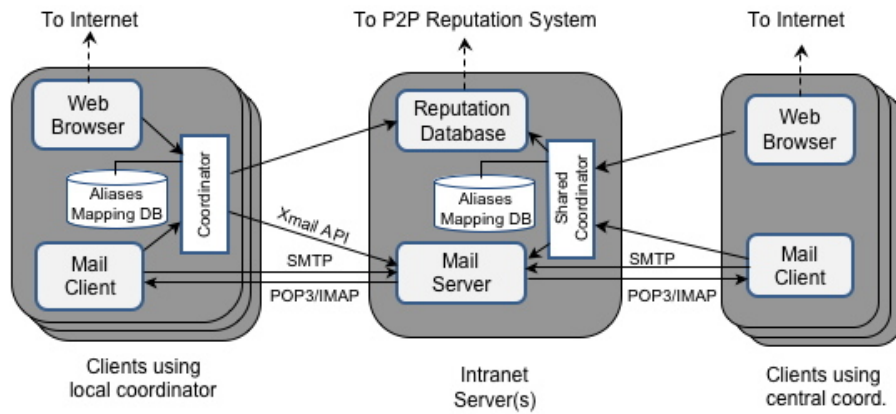 To Internet
To P2P Reputation System
To Internet
Web
Browser
Coordinator
Aliases
Mapping DB
Mail
Client
Xmail API
SMTP
POP3/IMAP
Reputation
Database
Aliases
Mapping DB
Shared
Coordinator
Mail
Server
SMTP
POP3/IMAP
Web
Browser
Mail
Client
Clients using
local coordinator
Intranet
Server(s)
Clients using
central coord.